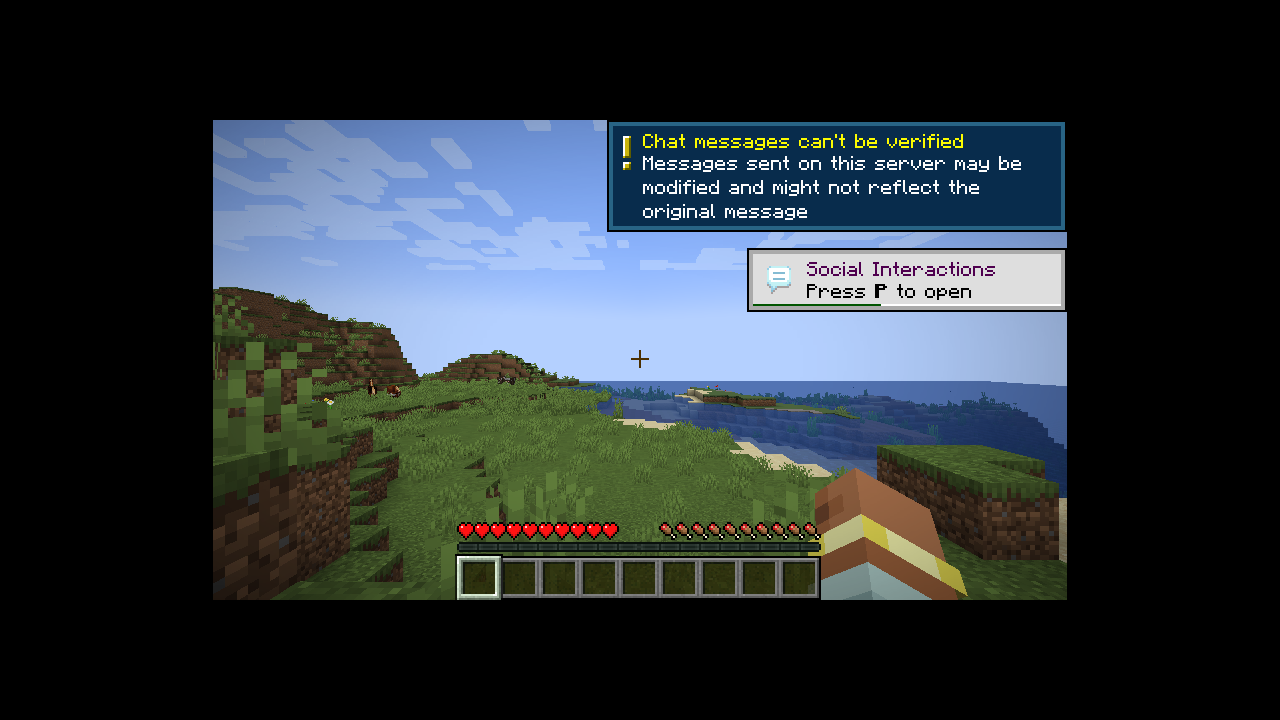 Chat messages can't be verified
Messages sent on this server may be
modified and might not reflect the
original message
Social Interactions
Press P to open